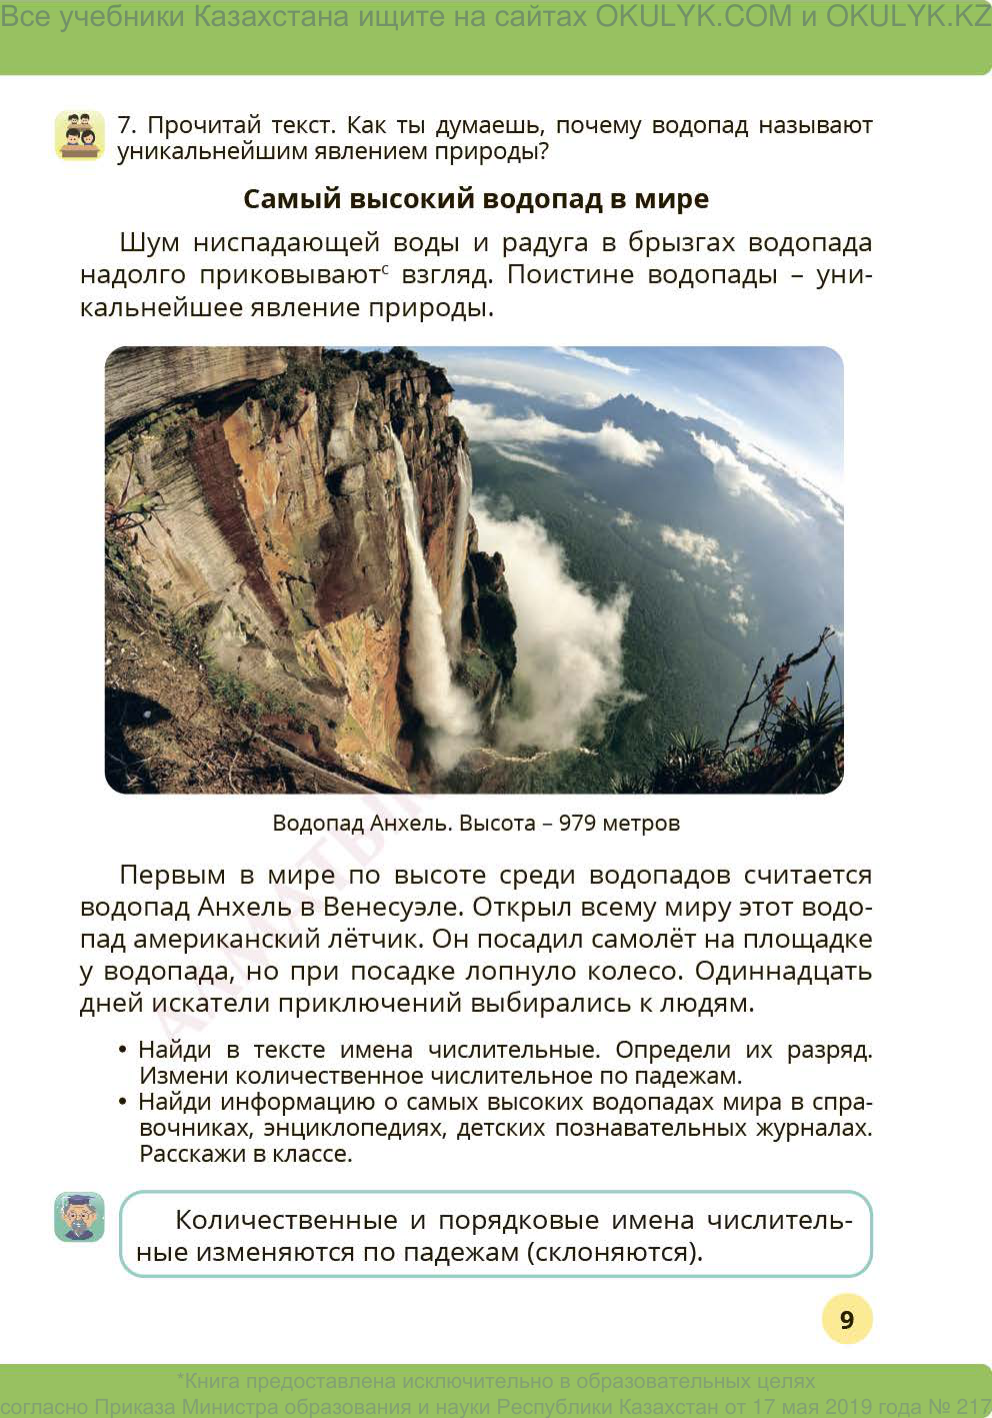 Все учебники Казахстана ищите на сайтах OKULYK.COM и OKULYK.KZ
7. Прочитай текст. Как ты думаешь, почему водопад называют
уникальнейшим явлением природы?
Самый высокий водопад в мире
Шум ниспадающей воды и радуга в брызгах водопада
надолго приковываютс взгляд. Поистине водопады – уни-
кальнейшее явление природы.
Водопад Анхель. Высота – 979 метров
Первым в мире по высоте среди водопадов считается
водопад Анхель в Венесуэле. Открыл всему миру этот водо-
пад американский лётчик. Он посадил самолёт на площадке
у водопада, но при посадке лопнуло колесо. Одиннадцать
дней искатели приключений выбирались к людям.
• Найди в тексте имена числительные. Определи их разряд.
Измени количественное числительное по падежам.
• Найди информацию о самых высоких водопадах мира в спра-
вочниках, энциклопедиях, детских познавательных журналах.
Расскажи в классе.
Количественные и порядковые имена числитель-
ные изменяются по падежам (склоняются).
9
*Книга предоставлена исключительно в образовательных целях
согласно Приказа Министра образования и науки Республики Казахстан от 17 мая 2019 года № 217